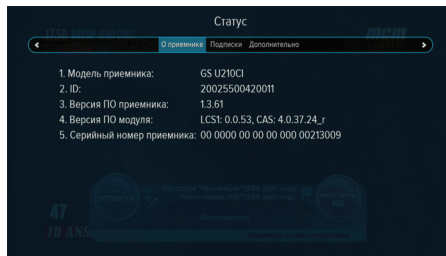 Статус
О приемнике Подписки Дополнительно
1. Модель приемника: GS U210CI
2. ID: 20025500420011
3. Версия ПО приемника: 1.3.61
4. Версия ПО модуля: LCS1: 0.0.53, CAS: 4.0.37.24_r
5. Серийный номер приемника: 00 0000 00 00 00 000 00213009
47
10 ANS